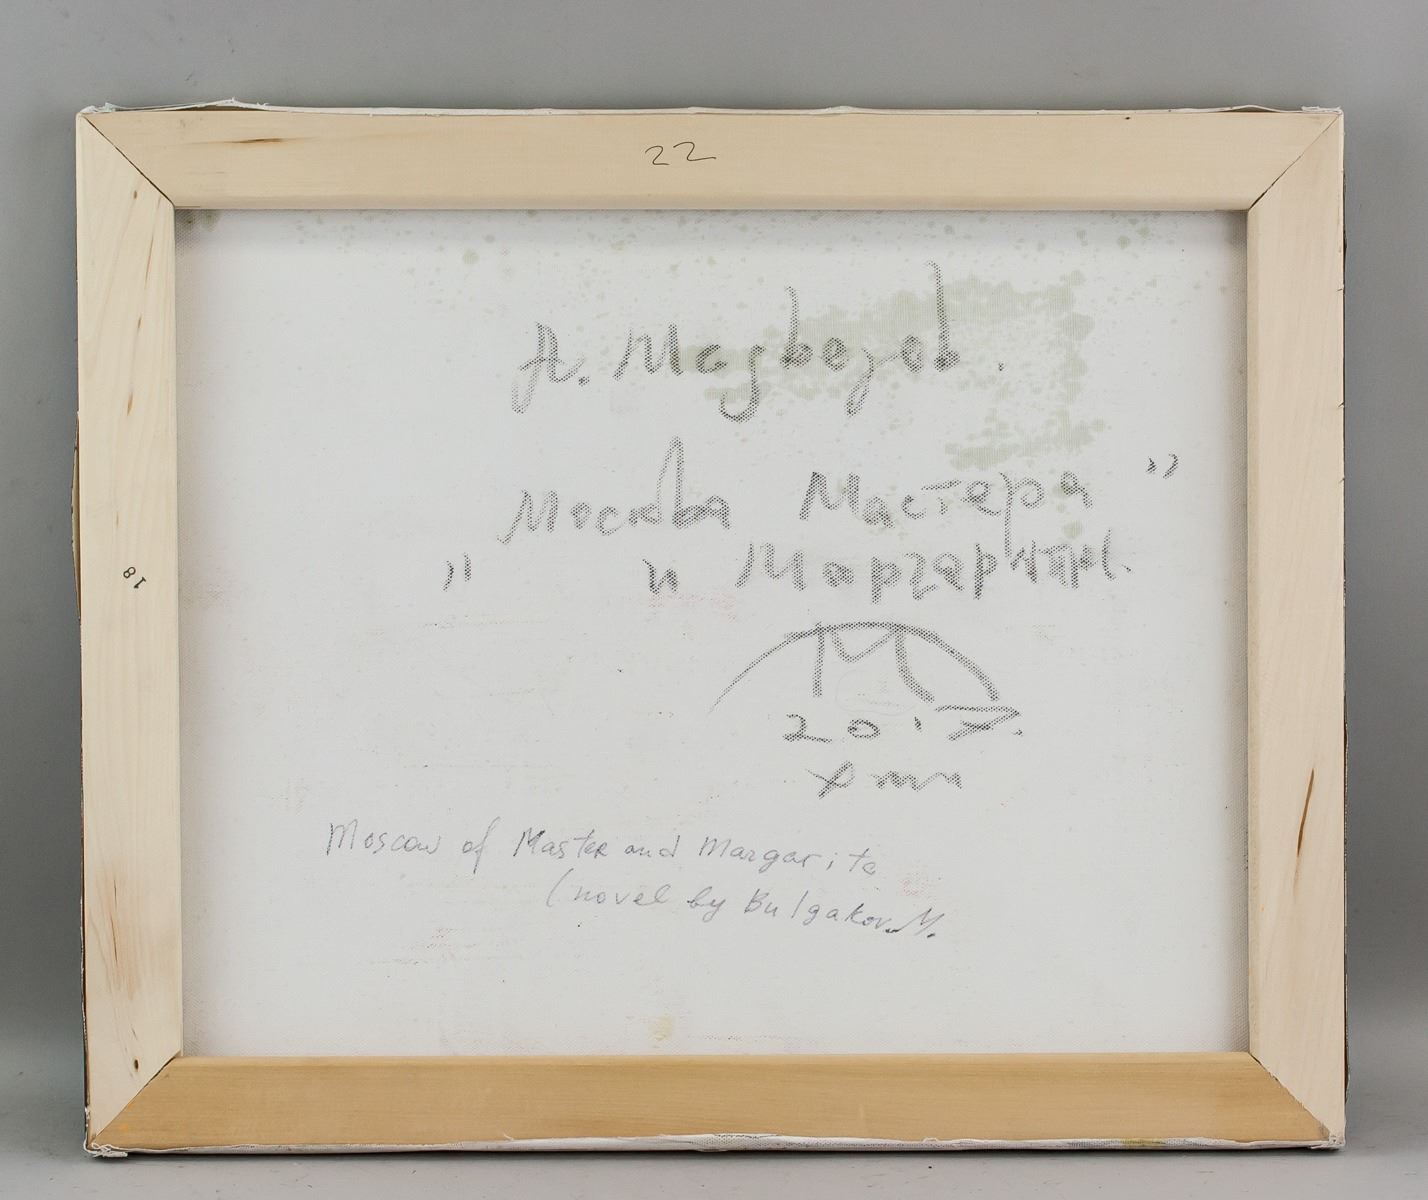 22
А. Медведев.
Москва Мастера"
„ и Маргариты.
М
2017.
18
Moscow of Master and Margarita
(novel by Bulgakov M.